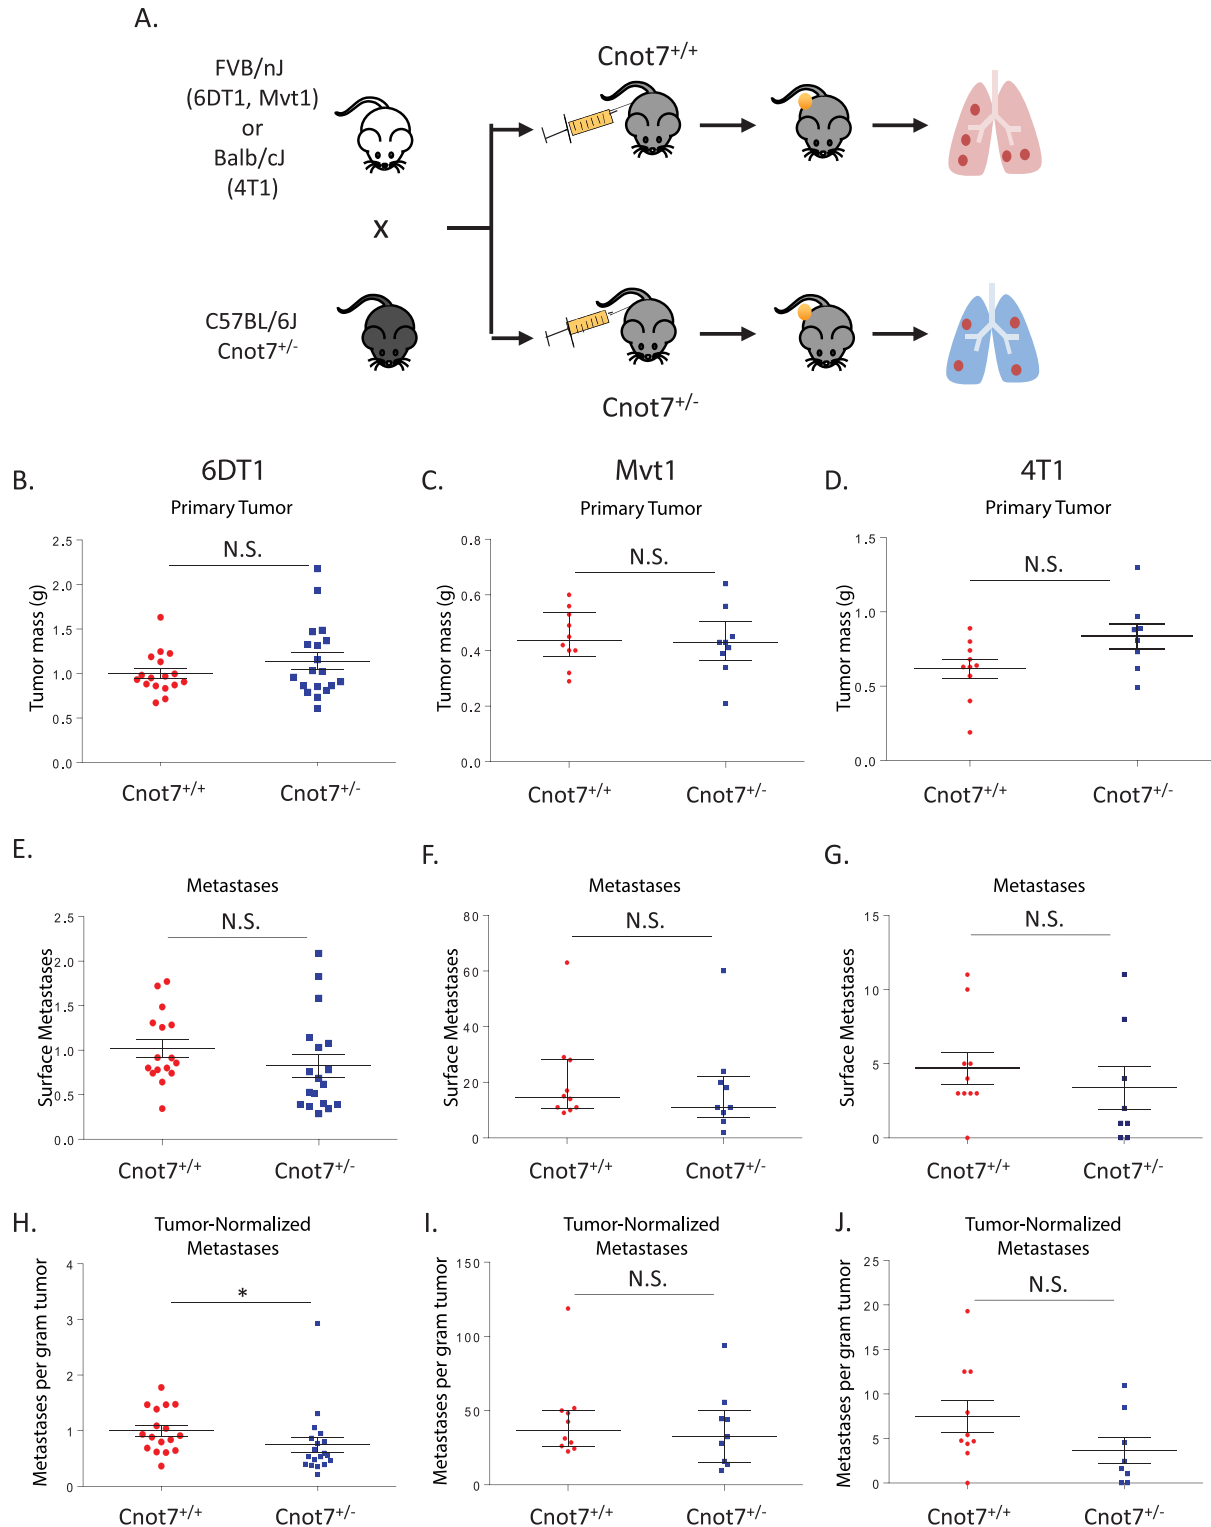 A.
FVB/nJ
(6DT1, Mvt1)
or
Balb/cJ
(4T1)
X
C57BL/6J
Cnot7+/-
Cnot7+/+
Cnot7+/-
B.
6DT1
Primary Tumor
N.S.
Tumor mass (g)
2.5
2.0
1.5
1.0
0.5
0.0
Cnot7+/+
Cnot7+/-
C.
Mvt1
Primary Tumor
N.S.
Tumor mass (g)
0.8
0.6
0.4
0.2
0.0
Cnot7+/+
Cnot7+/-
D.
4T1
Primary Tumor
N.S.
Tumor mass (g)
1.5
1.0
0.5
0.0
Cnot7+/+
Cnot7+/-
E.
Metastases
N.S.
Surface Metastases
2.5
2.0
1.5
1.0
0.5
0.0
Cnot7+/+
Cnot7+/-
F.
Metastases
N.S.
Surface Metastases
80
60
40
20
0
Cnot7+/+
Cnot7+/-
G.
Metastases
N.S.
Surface Metastases
15
10
5
0
Cnot7+/+
Cnot7+/-
H.
Tumor-Normalized
Metastases
*
Metastases per gram tumor
4
3
2
1
0
Cnot7+/+
Cnot7+/-
I.
Tumor-Normalized
Metastases
N.S.
Metastases per gram tumor
150
100
50
0
Cnot7+/+
Cnot7+/-
J.
Tumor-Normalized
Metastases
N.S.
Metastases per gram tumor
25
20
15
10
5
0
Cnot7+/+
Cnot7+/-